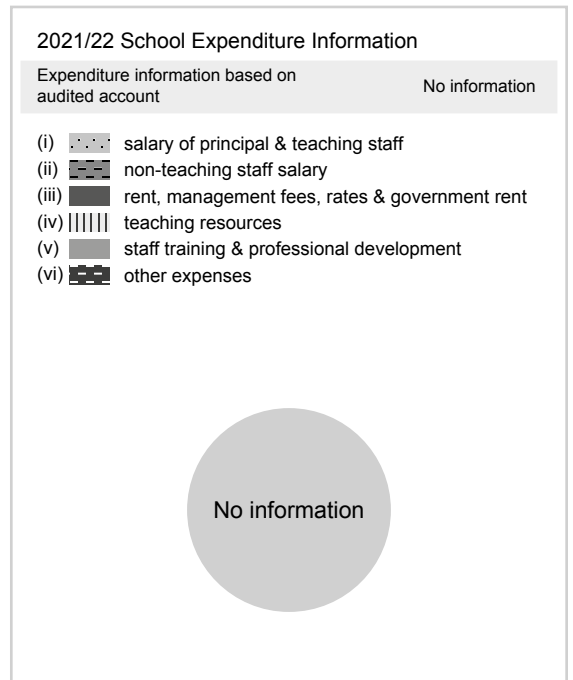 2021/22 School Expenditure Information
Expenditure information based on
audited account
No information
(i) salary of principal & teaching staff
(ii) non-teaching staff salary
(iii) rent, management fees, rates & government rent
(iv) teaching resources
(v) staff training & professional development
(vi) other expenses
No information